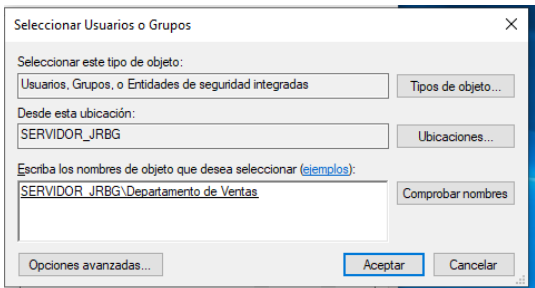 Seleccionar Usuarios o Grupos
Seleccionar este tipo de objeto:
Usuarios, Grupos, o Entidades de seguridad integradas
Tipos de objeto...
Desde esta ubicación:
SERVIDOR_JRBG
Ubicaciones...
Escriba los nombres de objeto que desea seleccionar (ejemplos):
SERVIDOR_JRBG\Departamento de Ventas
Comprobar nombres
Opciones avanzadas...
Aceptar
Cancelar